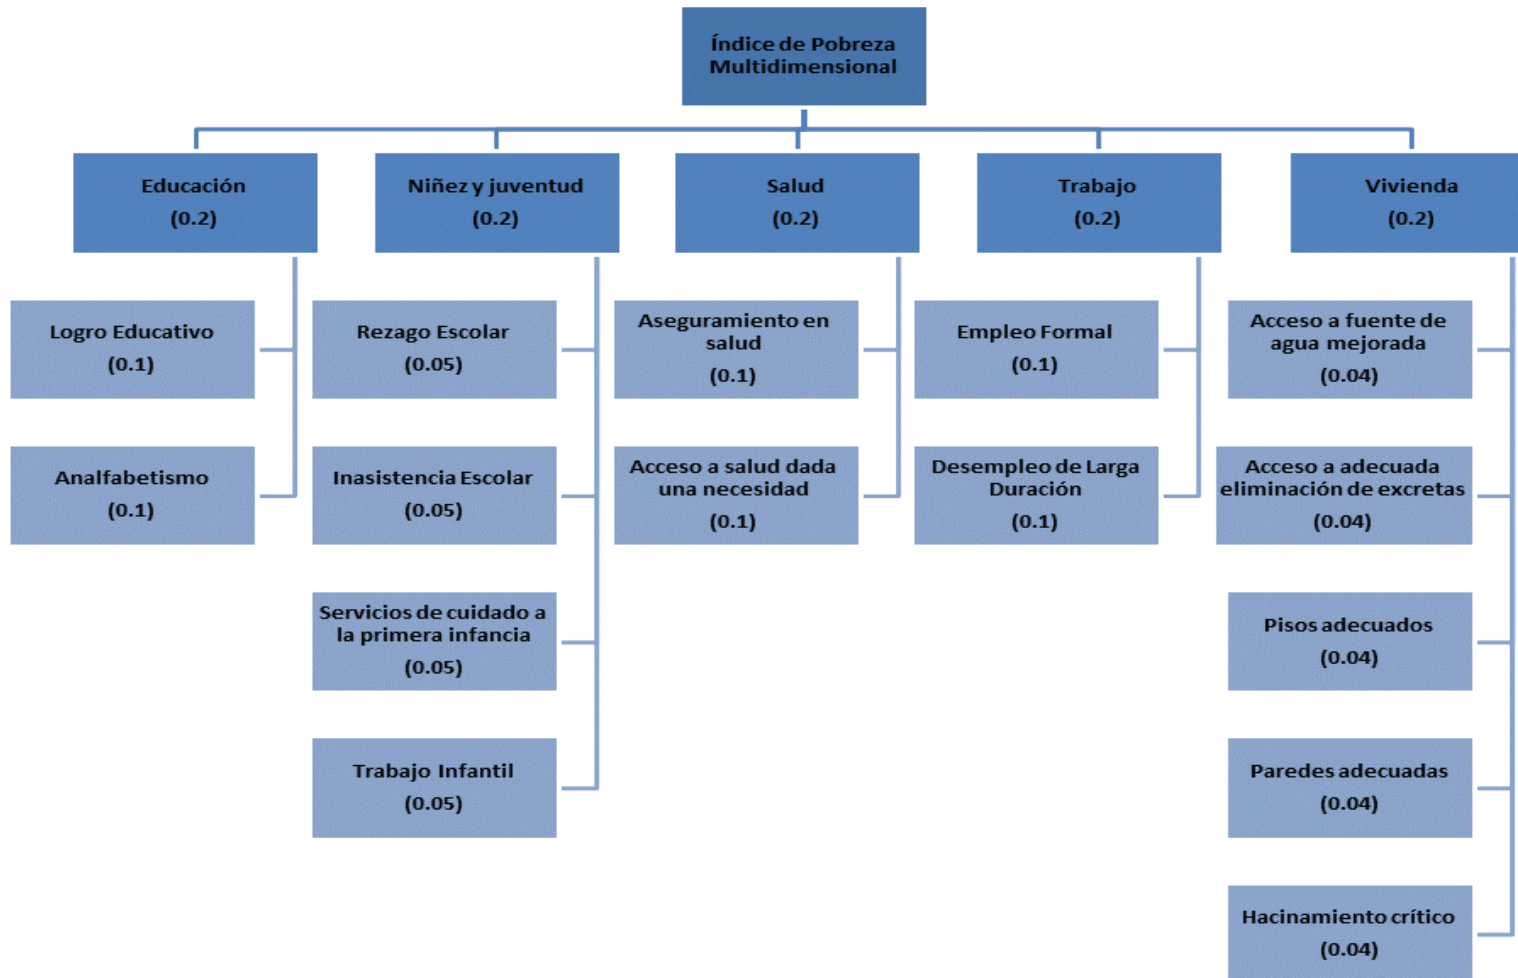 Índice de Pobreza
Multidimensional
Educación
(0.2)
Niñez y juventud
(0.2)
Salud
(0.2)
Trabajo
(0.2)
Vivienda
(0.2)
Logro Educativo
(0.1)
Analfabetismo
(0.1)
Rezago Escolar
(0.05)
Inasistencia Escolar
(0.05)
Servicios de cuidado a
la primera infancia
(0.05)
Trabajo Infantil
(0.05)
Aseguramiento en
salud
(0.1)
Acceso a salud dada
una necesidad
(0.1)
Empleo Formal
(0.1)
Desempleo de Larga
Duración
(0.1)
Acceso a fuente de
agua mejorada
(0.04)
Acceso a adecuada
eliminación de excretas
(0.04)
Pisos adecuados
(0.04)
Paredes adecuadas
(0.04)
Hacinamiento crítico
(0.04)